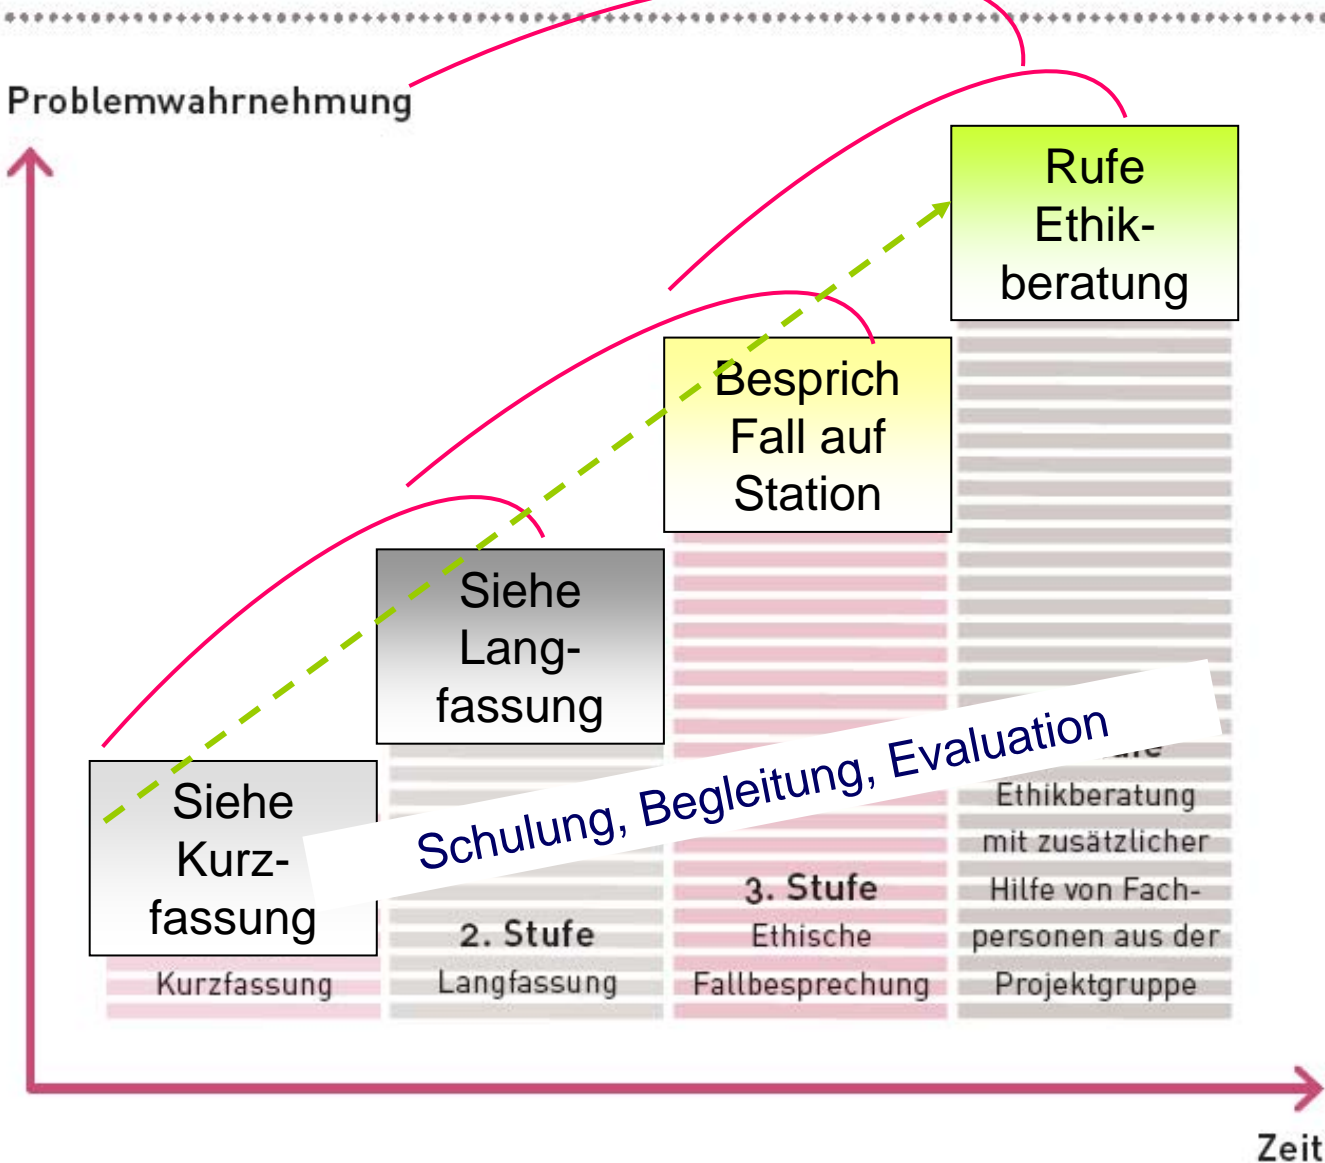 Problemwahrnehmung
Rufe
Ethik-
beratung
Besprich
Fall auf
Station
Siehe
Lang-
fassung
Siehe
Kurz-
fassung
Schulung, Begleitung, Evaluation
Kurzfassung
2. Stufe
Langfassung
3. Stufe
Ethische
Fallbesprechung
Ethikberatung
mit zusätzlicher
Hilfe von Fach-
personen aus der
Projektgruppe
Zeit